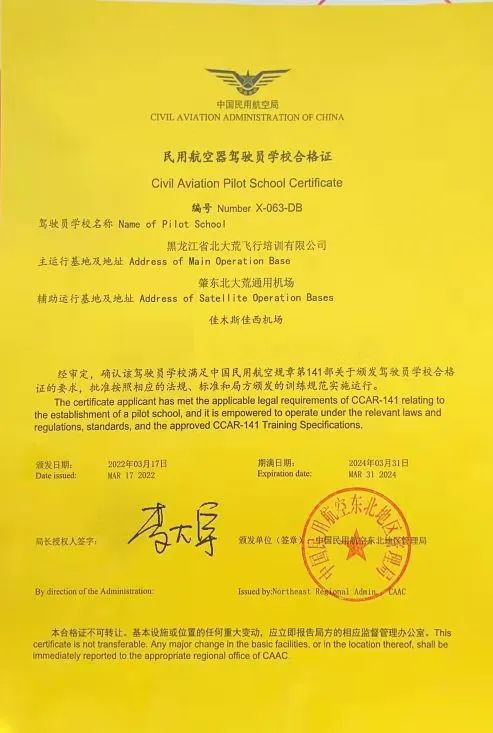 中国民用航空局
CIVIL AVIATION ADMINISTRATION OF CHINA
民用航空器驾驶员学校合格证
Civil Aviation Pilot School Certificate
编号 Number X-063-DB
驾驶员学校名称 Name of Pilot School
黑龙江省北大荒飞行培训有限公司
主运行基地及地址 Address of Main Operation Base
肇东北大荒通用机场
辅助运行基地及地址 Address of Satellite Operation Bases
佳木斯佳西机场
经审定，确认该驾驶员学校满足中国民用航空规章第141部关于颁发驾驶员学校合格
证的要求，批准按照相应的法规、标准和局方颁发的训练规范实施运行。
The certificate applicant has met the applicable legal requirements of CCAR-141 relating to
the establishment of a pilot school, and it is empowered to operate under the relevant laws and
regulations, standards, and the approved CCAR-141 Training Specifications.
颁发日期： 2022年03月17日 期满日期： 2024年03月31日
Date issued: MAR 17 2022 Expiration date: MAR 31 2024
局长授权人签字： 李大军 颁发单位（签章）：中国民用航空东北地区管理局
中国民用航空东北地区管理局
By direction of the Administration: Issued by:Northeast Regional Admin., CAAC
本合格证不可转让。基本设施或位置的任何重大变动，应立即报告局方的相应监督管理办公室。This
certificate is not transferable. Any major change in the basic facilities, or in the location thereof, shall be
immediately reported to the appropriate regional office of CAAC.